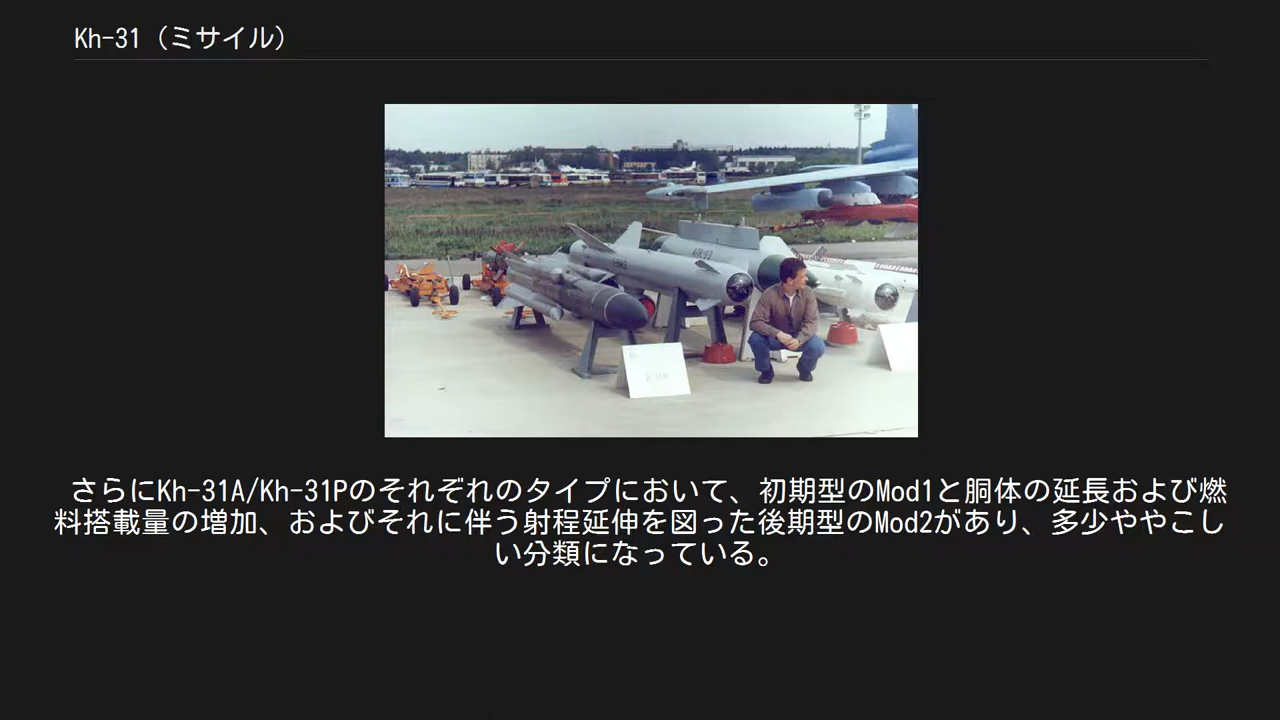 Kh-31（ミサイル）
さらにKh-31A/Kh-31Pのそれぞれのタイプにおいて、初期型のMod1と胴体の延長および燃
料搭載量の増加、およびそれに伴う射程延伸を図った後期型のMod2があり、多少ややこし
い分類になっている。